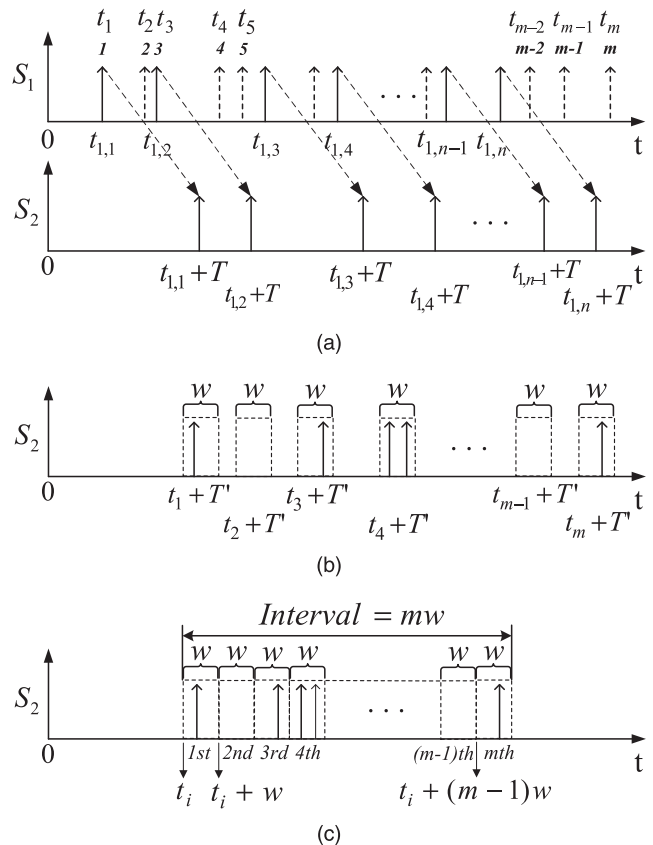 t₁ t₂ t₃ t₄ t₅ tₘ₋₂ tₘ₋₁ tₘ
1 2 3 4 5 m-2 m-1 m
S₁
. . .
0 t₁,₁ t₁,₂ t₁,₃ t₁,₄ t₁,ₙ₋₁ t₁,ₙ t
S₂
. . .
0 t
t₁,₁ + T t₁,₂ + T t₁,₃ + T t₁,₄ + T t₁,ₙ₋₁ + T t₁,ₙ + T
(a)
w w w w w w
S₂
. . .
0 t
t₁ + T' t₂ + T' t₃ + T' t₄ + T' tₘ₋₁ + T' tₘ + T'
(b)
Interval = mw
w w w w w w
S₂
. . .
1st 2nd 3rd 4th (m-1)th mth
0 t
tᵢ tᵢ + w tᵢ + (m − 1)w
(c)